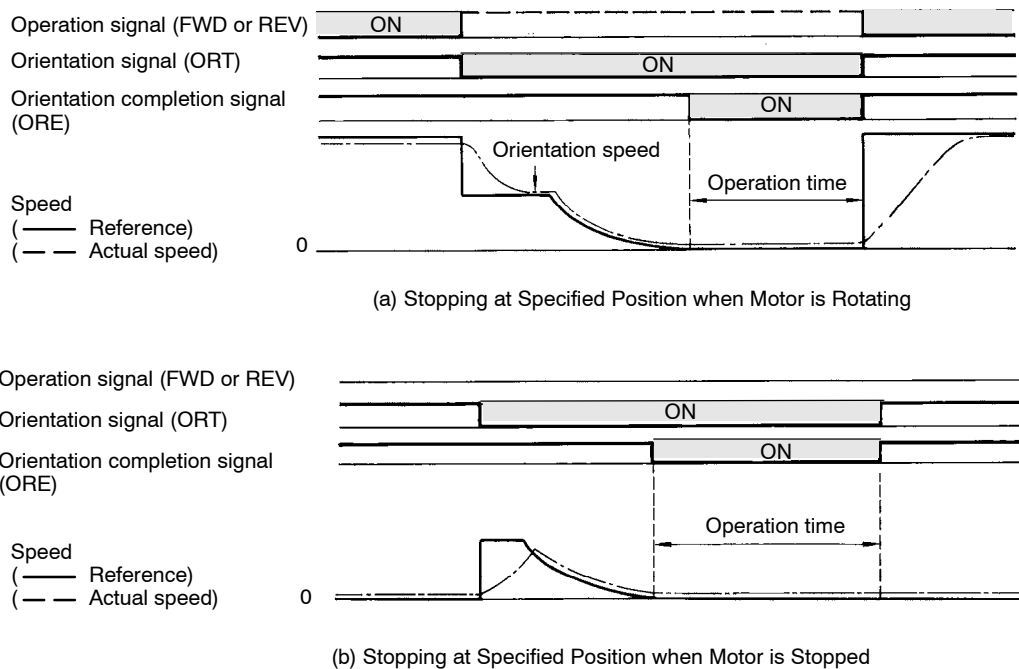 Operation signal (FWD or REV)
ON
Orientation signal (ORT)
ON
Orientation completion signal
(ORE)
ON
Orientation speed
Operation time
Speed
( Reference)
( Actual speed)
0
(a) Stopping at Specified Position when Motor is Rotating
Operation signal (FWD or REV)
Orientation signal (ORT)
ON
Orientation completion signal
(ORE)
ON
Operation time
Speed
( Reference)
( Actual speed)
0
(b) Stopping at Specified Position when Motor is Stopped